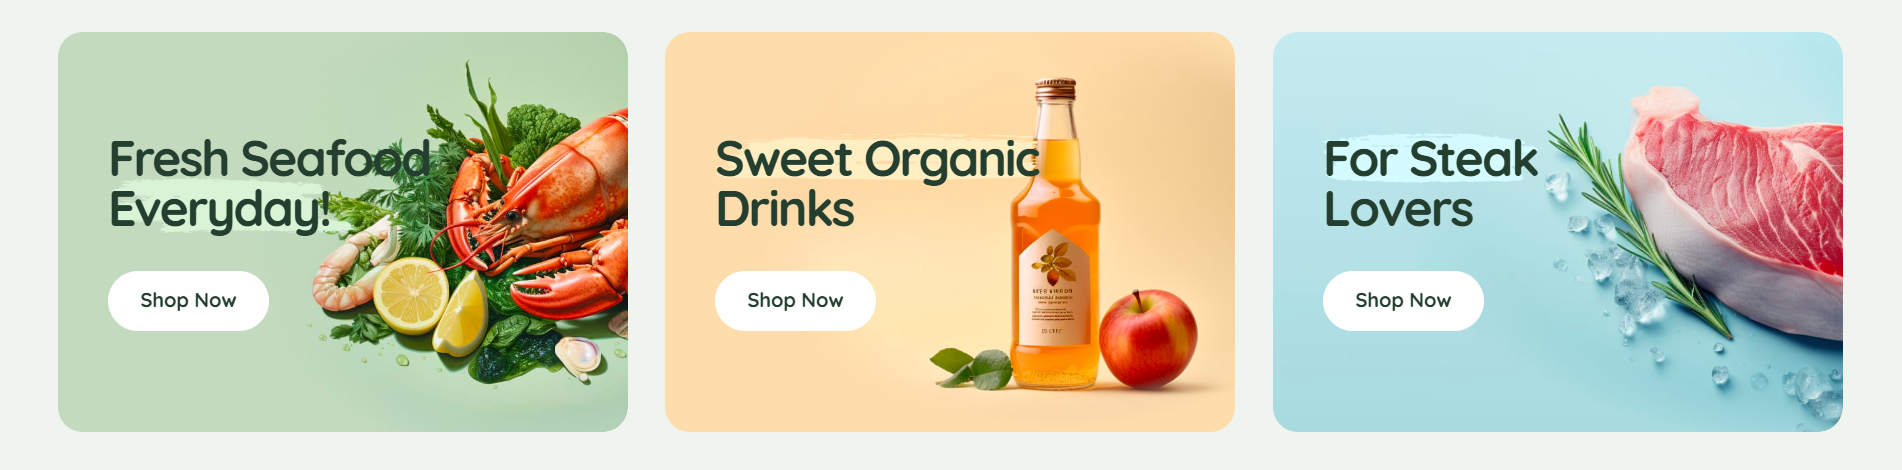 Fresh Seafood
Everyday!
Shop Now
Sweet Organic
Drinks
Shop Now
For Steak
Lovers
Shop Now